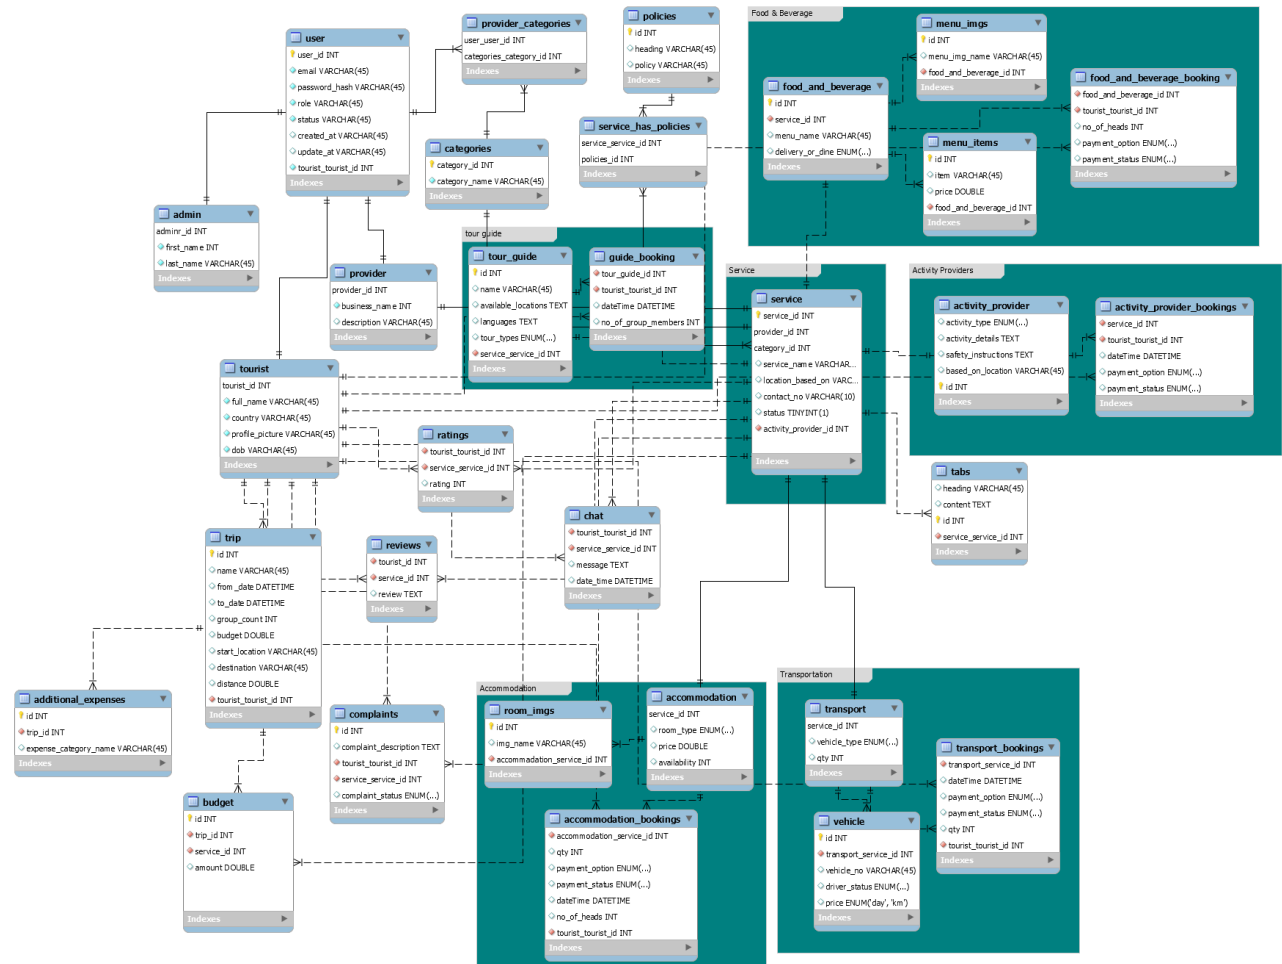 user
user_id INT
email VARCHAR(45)
password_hash VARCHAR(45)
role VARCHAR(45)
status VARCHAR(45)
created_at VARCHAR(45)
update_at VARCHAR(45)
tourist_tourist_id INT
Indexes
provider_categories
user_user_id INT
categories_category_id INT
Indexes
policies
id INT
heading VARCHAR(45)
policy VARCHAR(45)
Indexes
service_has_policies
service_service_id INT
policies_id INT
Indexes
categories
category_id INT
category_name VARCHAR(45)
Indexes
admin
adminr_id INT
first_name INT
last_name VARCHAR(45)
Indexes
provider
provider_id INT
business_name INT
description VARCHAR(45)
Indexes
Food & Beverage
menu_imgs
id INT
menu_img_name VARCHAR(45)
food_and_beverage_id INT
Indexes
food_and_beverage
id INT
service_id INT
menu_name VARCHAR(45)
delivery_or_dine ENUM(...)
Indexes
food_and_beverage_booking
food_and_beverage_id INT
tourist_tourist_id INT
no_of_heads INT
payment_option ENUM(...)
payment_status ENUM(...)
Indexes
menu_items
id INT
item VARCHAR(45)
price DOUBLE
food_and_beverage_id INT
Indexes
tour guide
tour_guide
id INT
name VARCHAR(45)
available_locations TEXT
languages TEXT
tour_types ENUM(...)
service_service_id INT
Indexes
guide_booking
tour_guide_id INT
tourist_tourist_id INT
dateTime DATETIME
no_of_group_members INT
Indexes
Service
service
service_id INT
provider_id INT
category_id INT
service_name VARCHAR...
location_based_on VARC...
contact_no VARCHAR(10)
status TINYINT(1)
activity_provider_id INT
Indexes
Activity Providers
activity_provider
activity_type ENUM(...)
activity_details TEXT
safety_instructions TEXT
based_on_location VARCHAR(45)
id INT
Indexes
activity_provider_bookings
service_id INT
tourist_tourist_id INT
dateTime DATETIME
payment_option ENUM(...)
payment_status ENUM(...)
Indexes
tourist
tourist_id INT
full_name VARCHAR(45)
country VARCHAR(45)
profile_picture VARCHAR(45)
dob VARCHAR(45)
Indexes
ratings
tourist_tourist_id INT
service_service_id INT
rating INT
Indexes
tabs
heading VARCHAR(45)
content TEXT
id INT
service_service_id INT
Indexes
chat
tourist_tourist_id INT
service_service_id INT
message TEXT
date_time DATETIME
Indexes
trip
id INT
name VARCHAR(45)
from_date DATETIME
to_date DATETIME
group_count INT
budget DOUBLE
start_location VARCHAR(45)
destination VARCHAR(45)
distance DOUBLE
tourist_tourist_id INT
Indexes
reviews
tourist_id INT
service_id INT
review TEXT
Indexes
additional_expenses
id INT
trip_id INT
expense_category_name VARCHAR(45)
Indexes
complaints
id INT
complaint_description TEXT
tourist_tourist_id INT
service_service_id INT
complaint_status ENUM(...)
Indexes
budget
id INT
trip_id INT
service_id INT
amount DOUBLE
Indexes
Accommodation
room_imgs
id INT
img_name VARCHAR(45)
accommadation_service_id INT
Indexes
accommodation
service_id INT
room_type ENUM(...)
price DOUBLE
availability INT
Indexes
accommodation_bookings
accommodation_service_id INT
qty INT
payment_option ENUM(...)
payment_status ENUM(...)
dateTime DATETIME
no_of_heads INT
tourist_tourist_id INT
Indexes
Transportation
transport
service_id INT
vehicle_type ENUM(...)
qty INT
Indexes
transport_bookings
transport_service_id INT
dateTime DATETIME
payment_option ENUM(...)
payment_status ENUM(...)
qty INT
tourist_tourist_id INT
Indexes
vehicle
id INT
transport_service_id INT
vehicle_no VARCHAR(45)
driver_status ENUM(...)
price ENUM('day', 'km')
Indexes